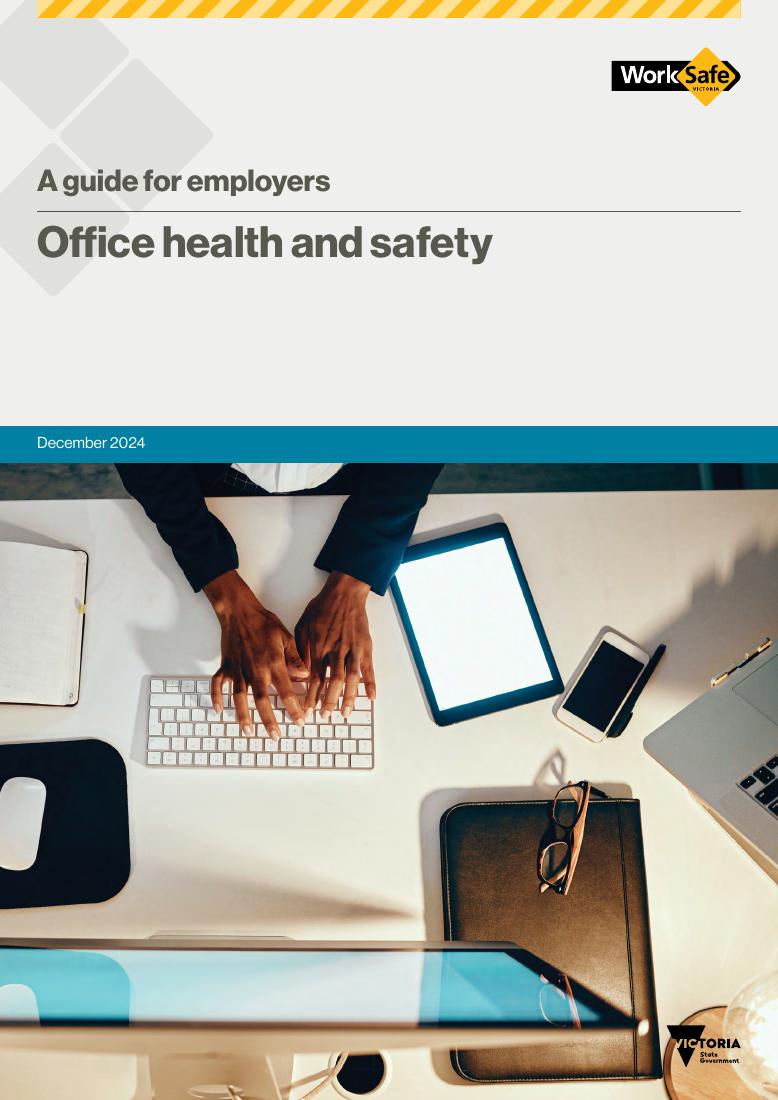 WorkSafe
VICTORIA
A guide for employers
Office health and safety
December 2024
VICTORIA
State
Government